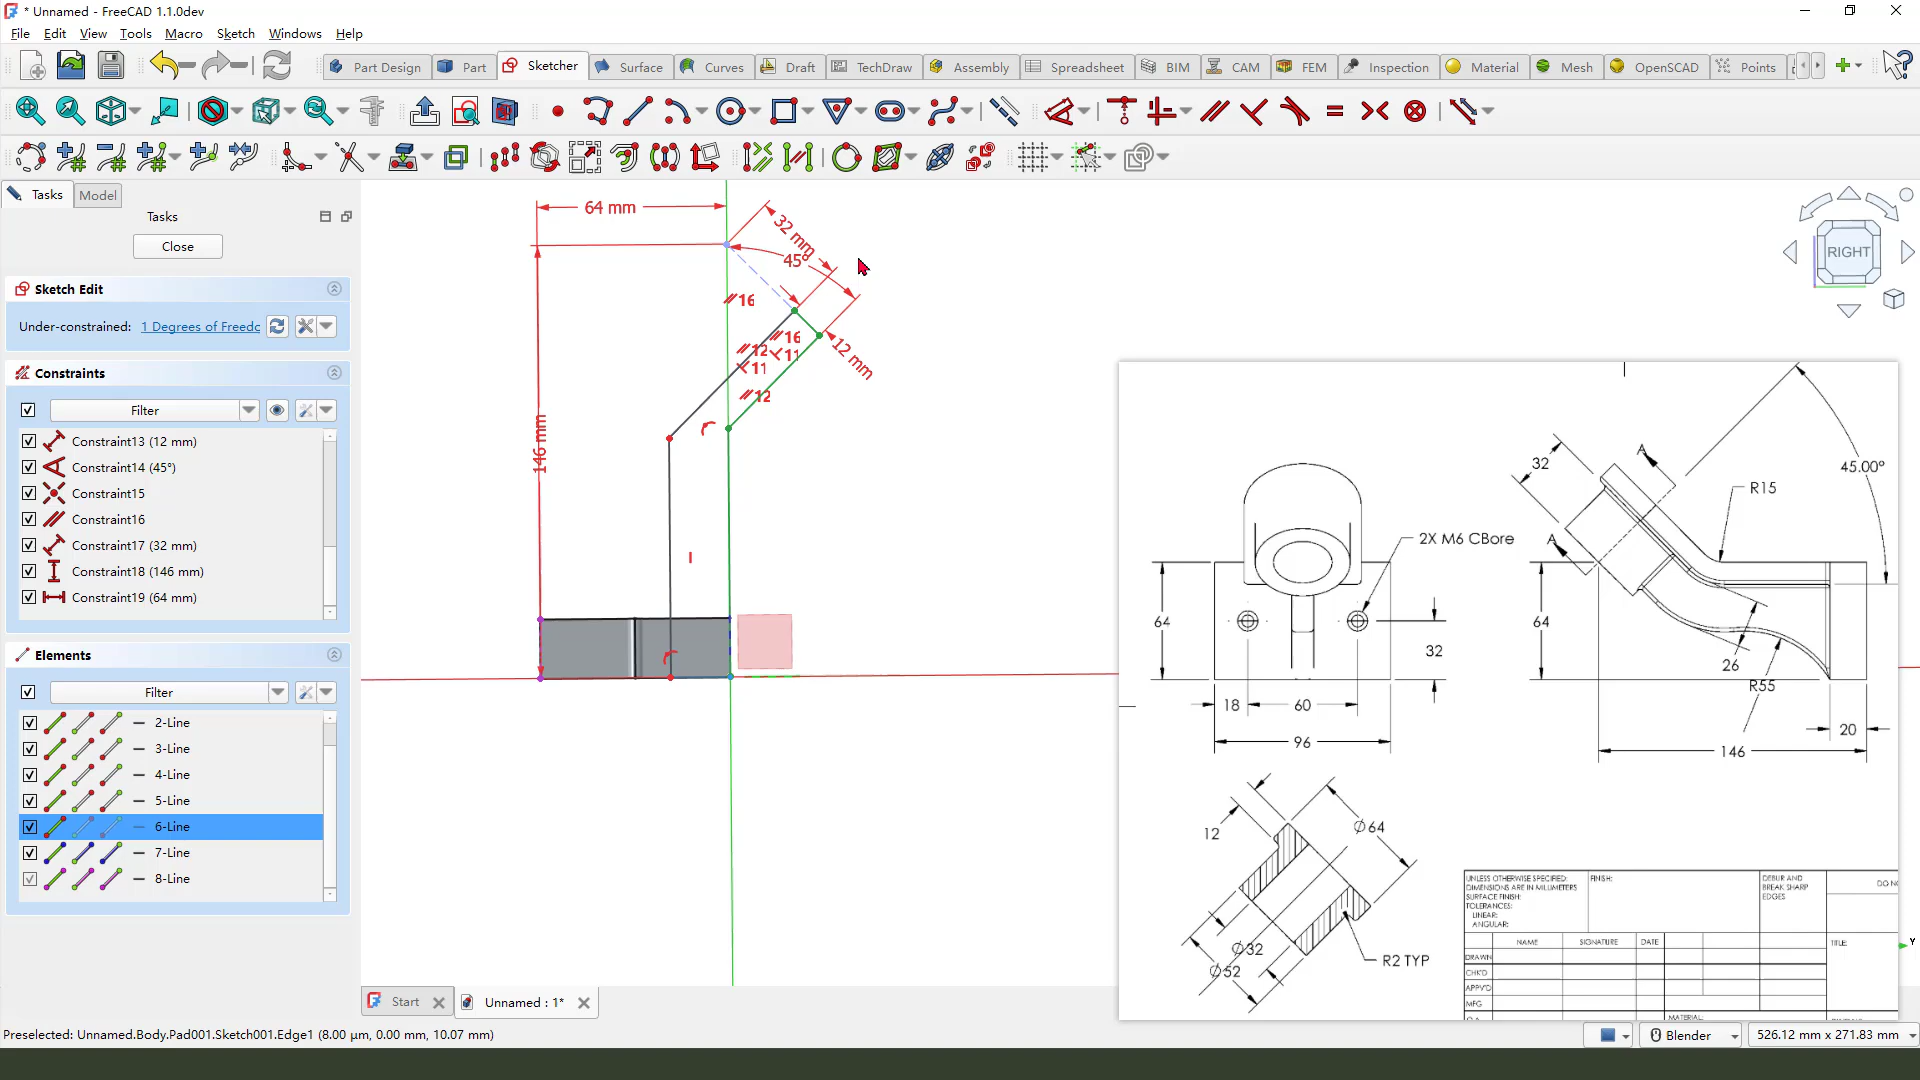 * Unnamed - FreeCAD 1.1.0dev
File Edit View Tools Macro Sketch Windows Help
Part Design Part Sketcher Surface Curves Draft TechDraw Assembly Spreadsheet BIM CAM FEM Inspection Material Mesh OpenSCAD Points
Tasks Model
Tasks
Close
Sketch Edit
Under-constrained: 1 Degrees of Freedc
Constraints
Filter
Constraint13 (12 mm)
Constraint14 (45°)
Constraint15
Constraint16
Constraint17 (32 mm)
Constraint18 (146 mm)
Constraint19 (64 mm)
Elements
Filter
2-Line
3-Line
4-Line
5-Line
6-Line
7-Line
8-Line
64 mm
32 mm
45°
16
16
12
11
12 mm
12
146 mm
RIGHT
32
A
45.00°
R15
A
2X M6 CBore
64
32
18 60
96
64
26
R55
20
146
12
Ø64
Ø32
Ø52
R2 TYP
UNLESS OTHERWISE SPECIFIED:
DIMENSIONS ARE IN MILLIMETERS
SURFACE FINISH:
TOLERANCES:
LINEAR:
ANGULAR:
FINISH:
DEBUR AND
BREAK SHARP
EDGES
NAME SIGNATURE DATE
TITLE:
DRAWN
CHK'D
APPV'D
MFG
MATERIAL:
Y
Start Unnamed : 1*
Preselected: Unnamed.Body.Pad001.Sketch001.Edge1 (8.00 µm, 0.00 mm, 10.07 mm)
Blender 526.12 mm x 271.83 mm